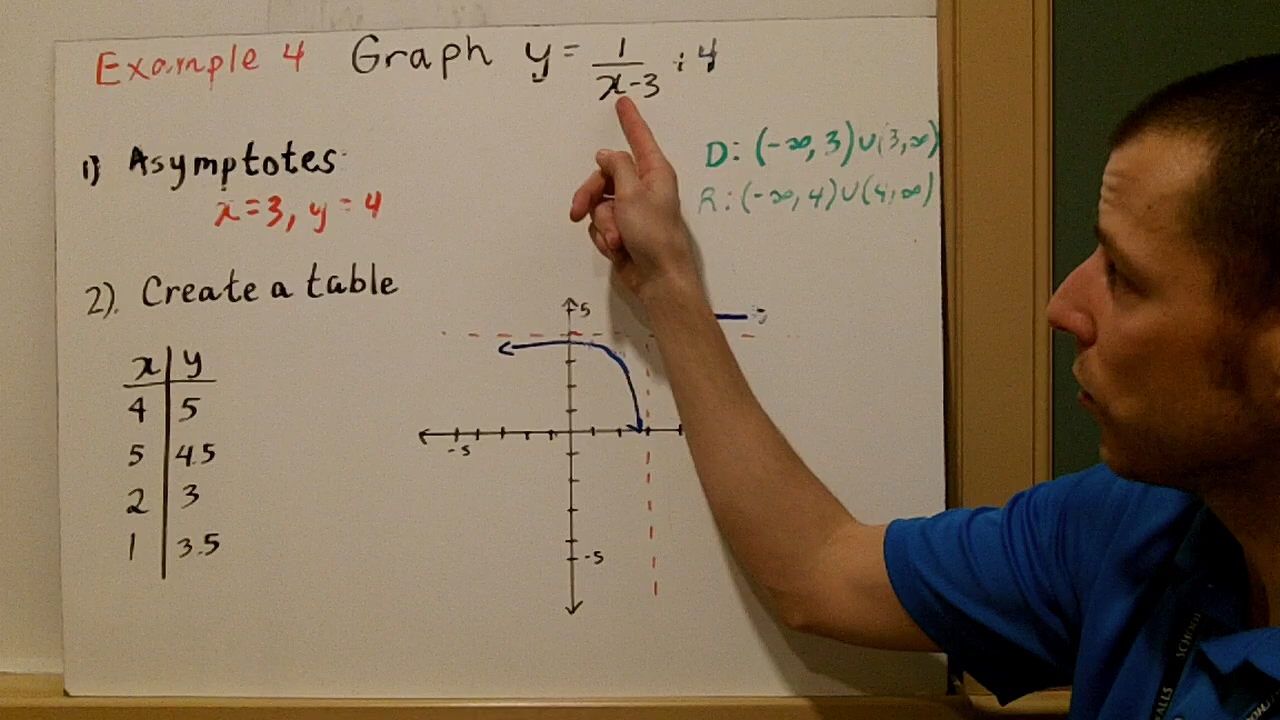 Example 4 Graph y = 1/(x-3) + 4
1) Asymptotes
x=3, y=4
D: (-∞, 3)∪(3, ∞)
R: (-∞, 4)∪(4, ∞)
2). Create a table
x y
4 5
5 4.5
2 3
1 3.5
5
-5
-5